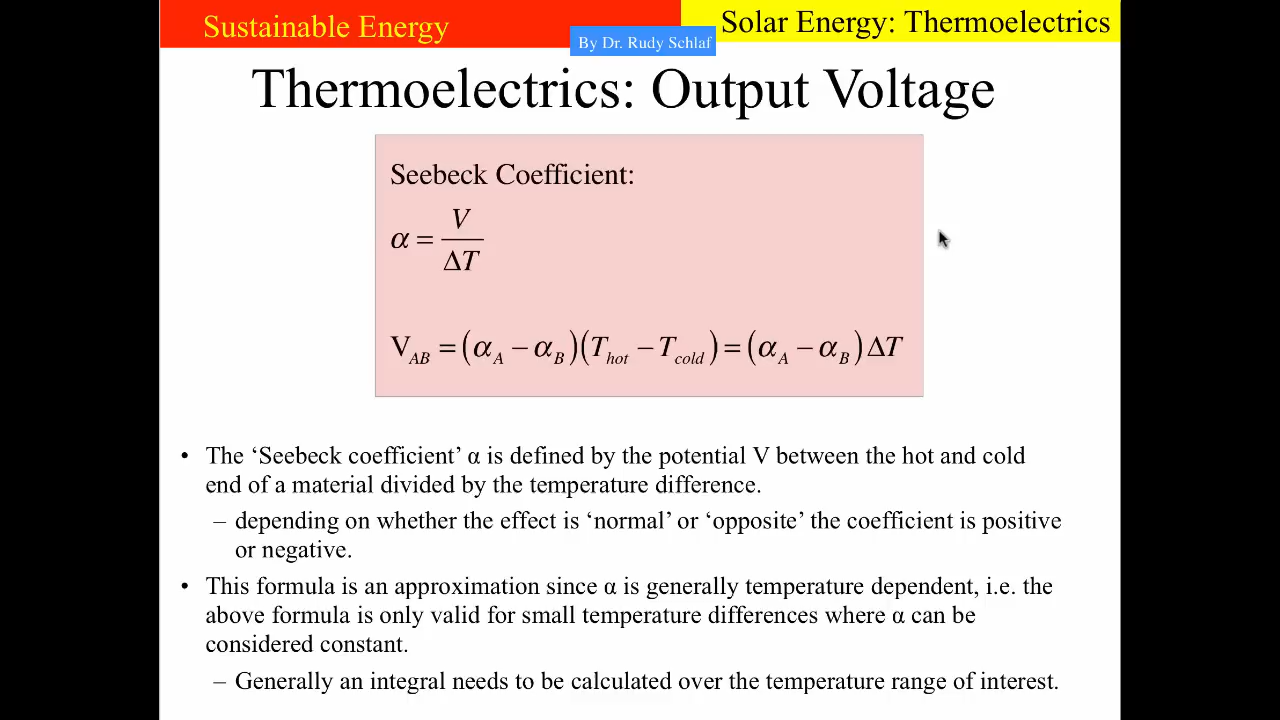 Sustainable Energy
Solar Energy: Thermoelectrics
By Dr. Rudy Schlaf
Thermoelectrics: Output Voltage
Seebeck Coefficient:
α = V / ΔT
V_AB = (α_A − α_B)(T_hot − T_cold) = (α_A − α_B)ΔT
• The ‘Seebeck coefficient’ α is defined by the potential V between the hot and cold
end of a material divided by the temperature difference.
– depending on whether the effect is ‘normal’ or ‘opposite’ the coefficient is positive
or negative.
• This formula is an approximation since α is generally temperature dependent, i.e. the
above formula is only valid for small temperature differences where α can be
considered constant.
– Generally an integral needs to be calculated over the temperature range of interest.